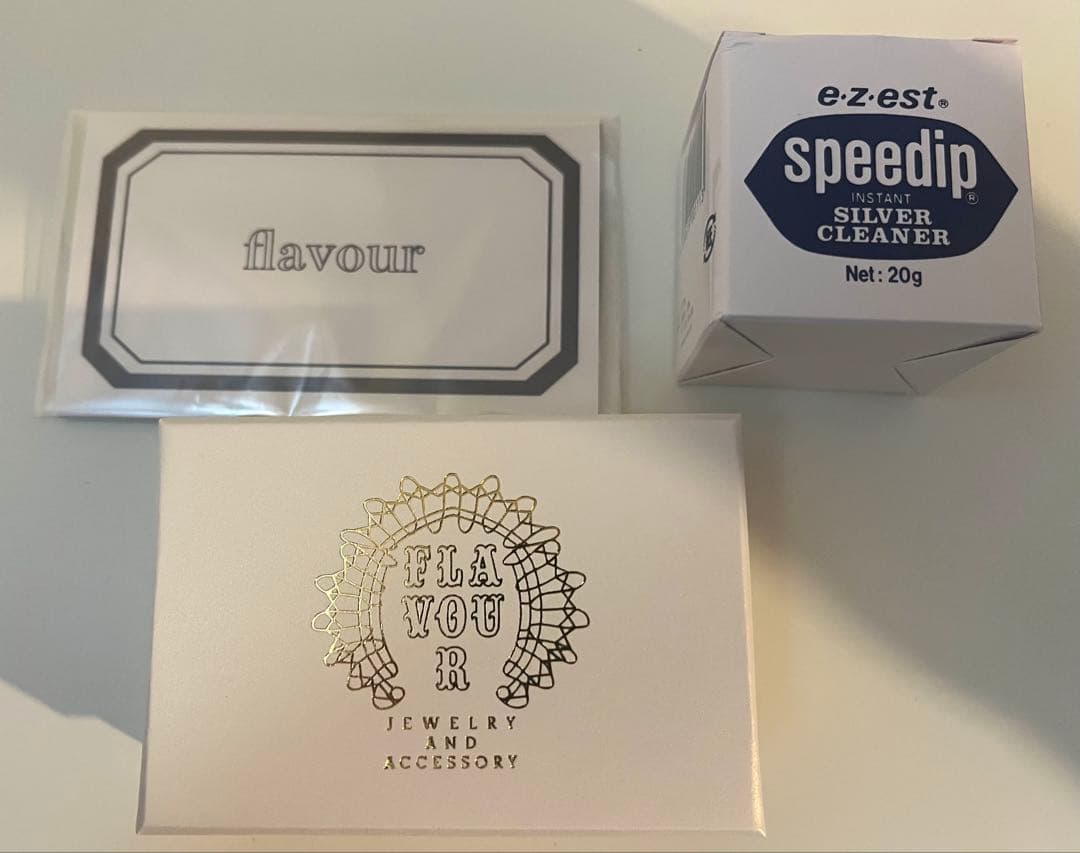 flavour
e·z·est®
speedip®
INSTANT
SILVER
CLEANER
Net: 20g
FLA
VOU
R
JEWELRY
AND
ACCESSORY